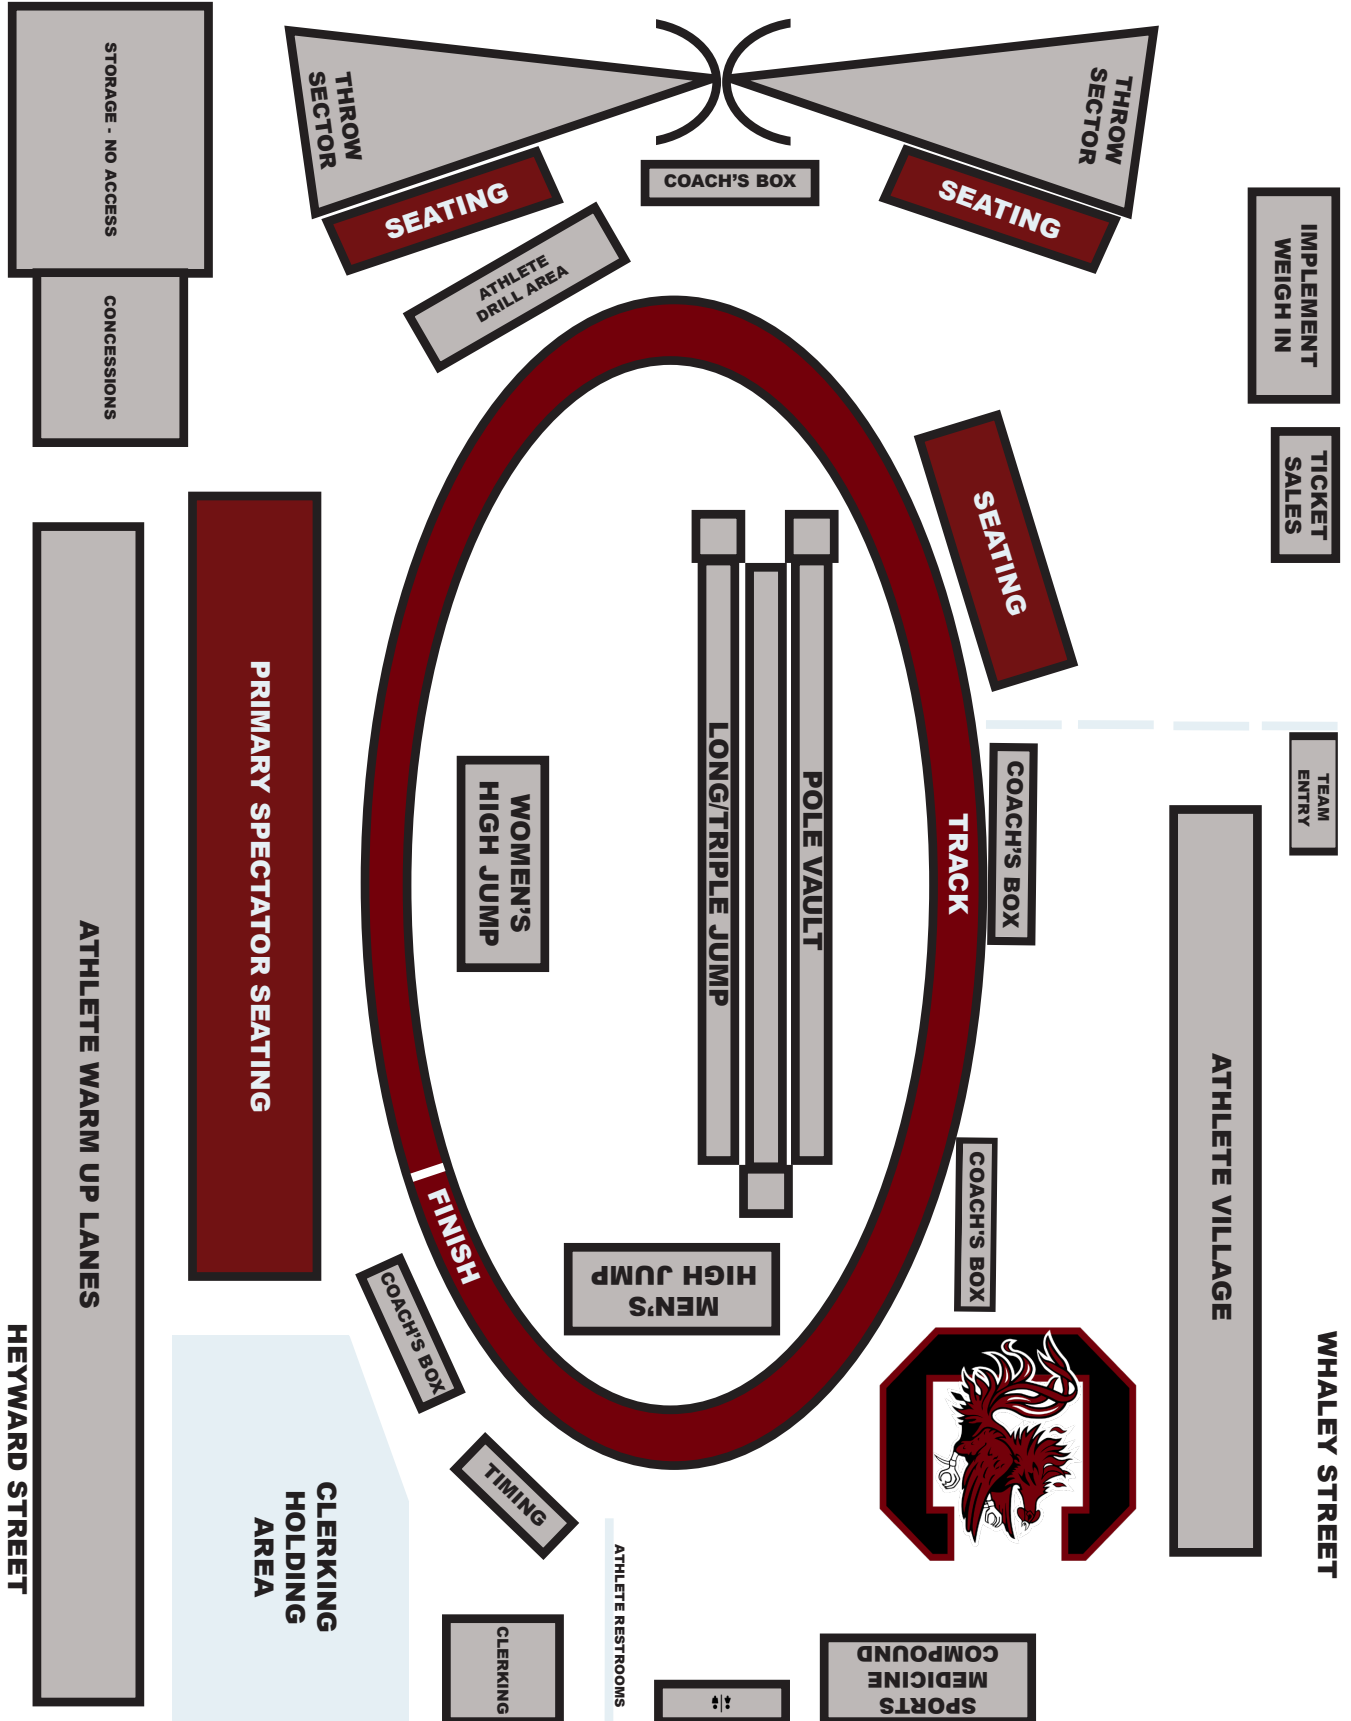 STORAGE - NO ACCESS
THROW
SECTOR
THROW
SECTOR
COACH'S BOX
SEATING
SEATING
ATHLETE
DRILL AREA
IMPLEMENT
WEIGH IN
CONCESSIONS
TICKET
SALES
SEATING
PRIMARY SPECTATOR SEATING
WOMEN'S
HIGH JUMP
LONG/TRIPLE JUMP
POLE VAULT
TRACK
COACH'S BOX
TEAM
ENTRY
ATHLETE WARM UP LANES
ATHLETE VILLAGE
FINISH
COACH'S BOX
MEN'S
HIGH JUMP
COACH'S BOX
HEYWARD STREET
WHALEY STREET
CLERKING
HOLDING
AREA
TIMING
ATHLETE RESTROOMS
CLERKING
SPORTS
MEDICINE
COMPOUND